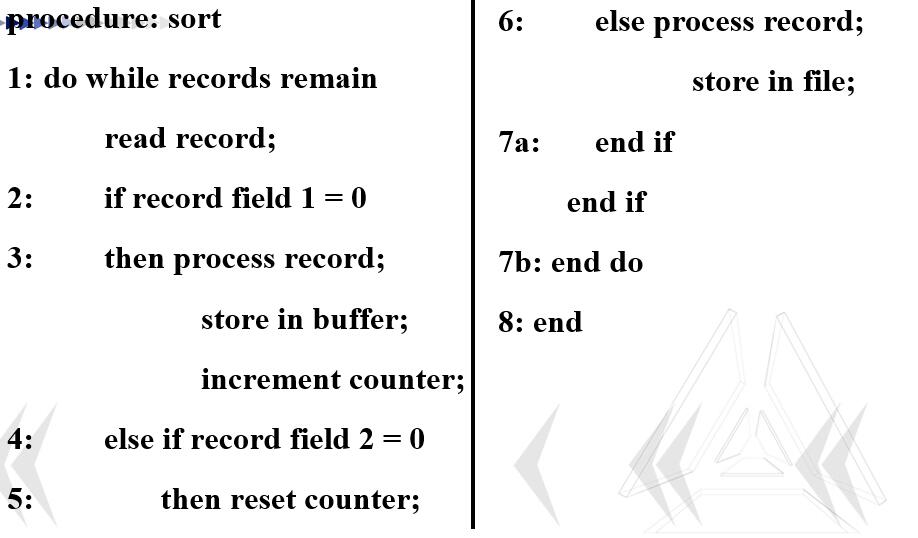 procedure: sort
1: do while records remain
read record;
2: if record field 1 = 0
3: then process record;
store in buffer;
increment counter;
4: else if record field 2 = 0
5: then reset counter;
6: else process record;
store in file;
7a: end if
end if
7b: end do
8: end